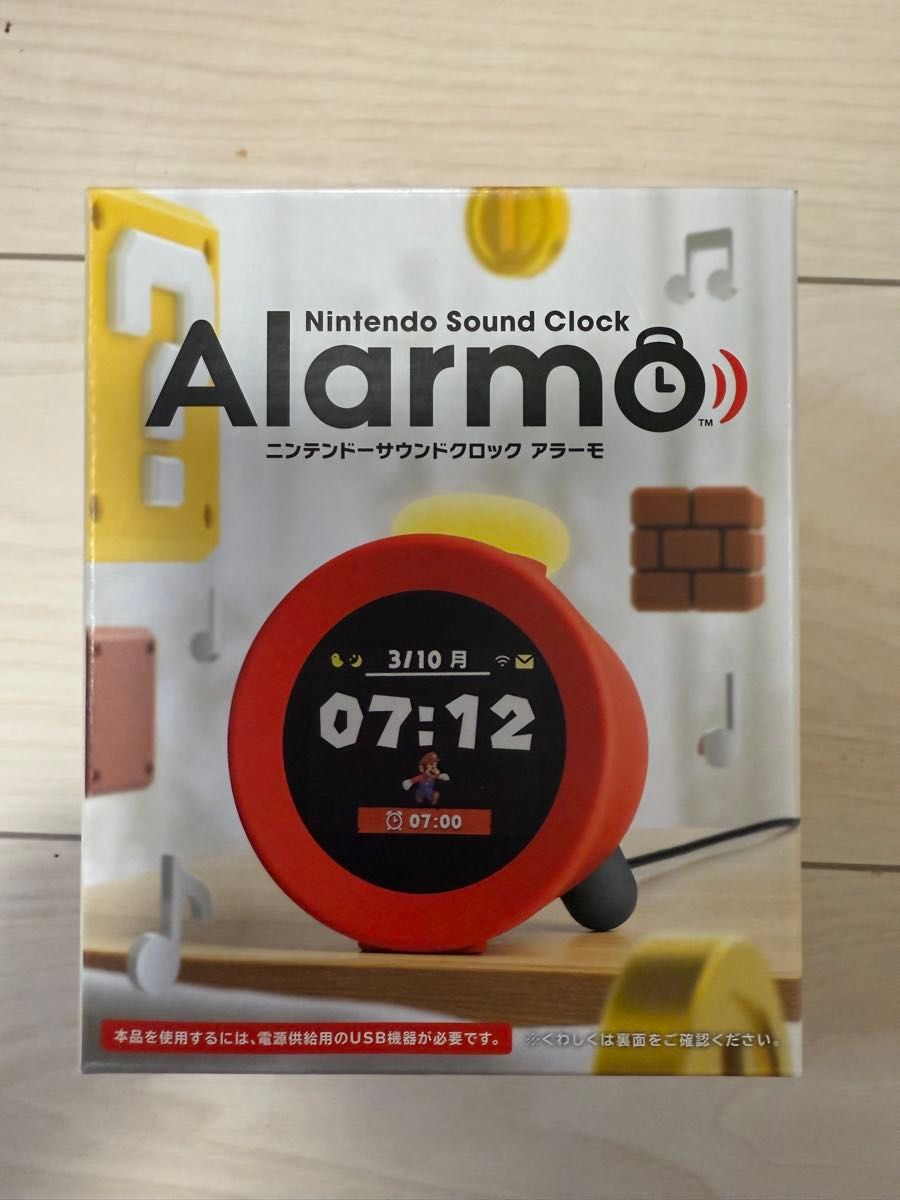 Nintendo Sound Clock
Alarmo
TM
ニンテンドーサウンドクロック アラーモ
3/10 月
07:12
07:00
本品を使用するには、電源供給用のUSB機器が必要です。
※くわしくは裏面をご確認ください。